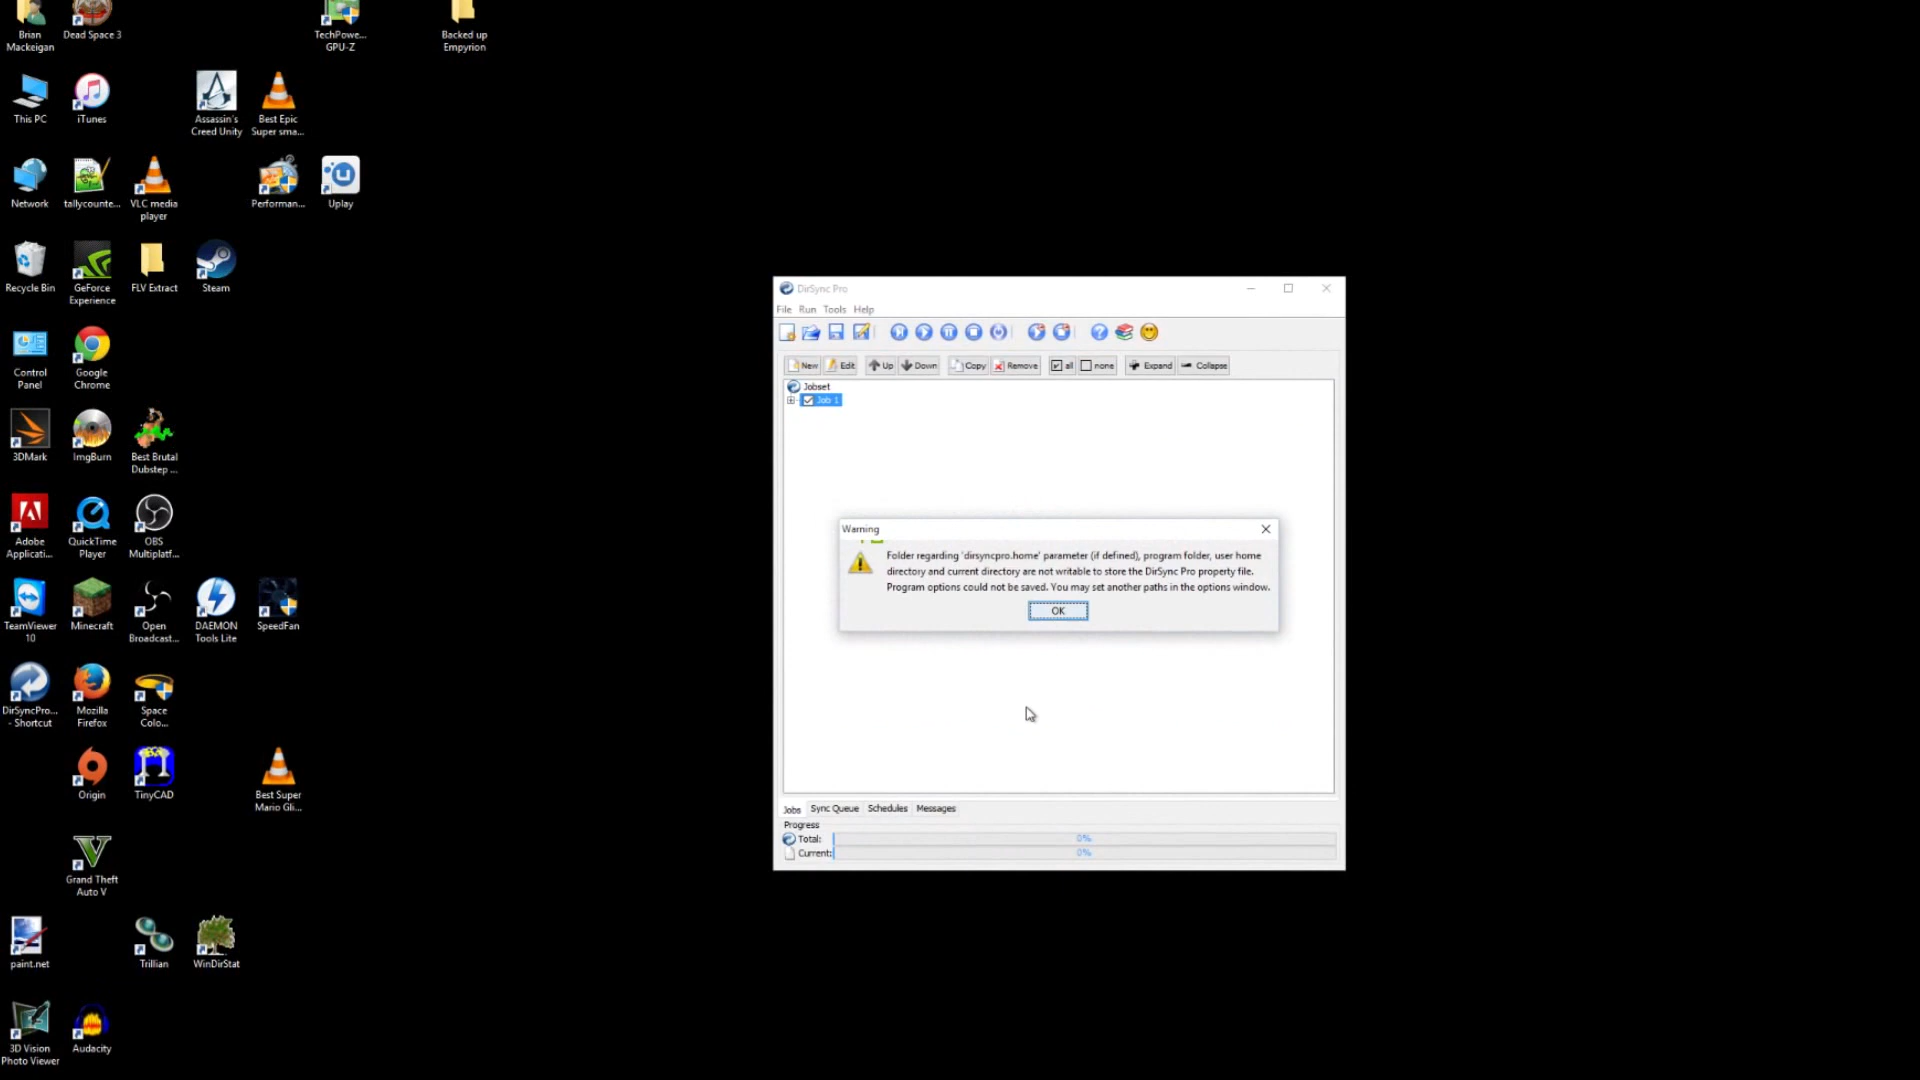 Brian
Mackeigan
Dead Space 3
TechPowe...
GPU-Z
Backed up
Empyrion
This PC
iTunes
Assassin's
Creed Unity
Best Epic
Super sma...
Network
tallycounte...
VLC media
player
Performan...
Uplay
Recycle Bin
GeForce
Experience
FLV Extract
Steam
Control
Panel
Google
Chrome
3DMark
ImgBurn
Best Brutal
Dubstep ...
Adobe
Applicati...
QuickTime
Player
OBS
Multiplatf...
TeamViewer
10
Minecraft
Open
Broadcast...
DAEMON
Tools Lite
SpeedFan
DirSyncPro...
- Shortcut
Mozilla
Firefox
Space
Colo...
Origin
TinyCAD
Best Super
Mario Gli...
Grand Theft
Auto V
paint.net
Trillian
WinDirStat
3D Vision
Photo Viewer
Audacity
DirSync Pro
File Run Tools Help
New Edit Up Down Copy Remove all none Expand Collapse
Jobset
Job 1
Warning
Folder regarding 'dirsyncpro.home' parameter (if defined), program folder, user home
directory and current directory are not writable to store the DirSync Pro property file.
Program options could not be saved. You may set another paths in the options window.
OK
Jobs Sync Queue Schedules Messages
Progress
Total: 0%
Current: 0%